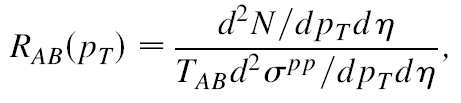 R_{AB}(p_T) = \frac{d^2N/dp_T d\eta}{T_{AB} d^2\sigma^{pp}/dp_T d\eta},